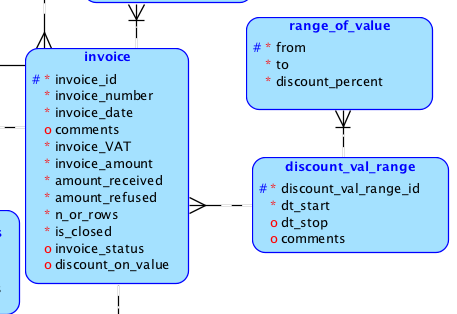 invoice
# * invoice_id
* invoice_number
* invoice_date
o comments
* invoice_VAT
* invoice_amount
* amount_received
* amount_refused
* n_or_rows
* is_closed
o invoice_status
o discount_on_value
range_of_value
# * from
* to
* discount_percent
discount_val_range
# * discount_val_range_id
* dt_start
o dt_stop
o comments